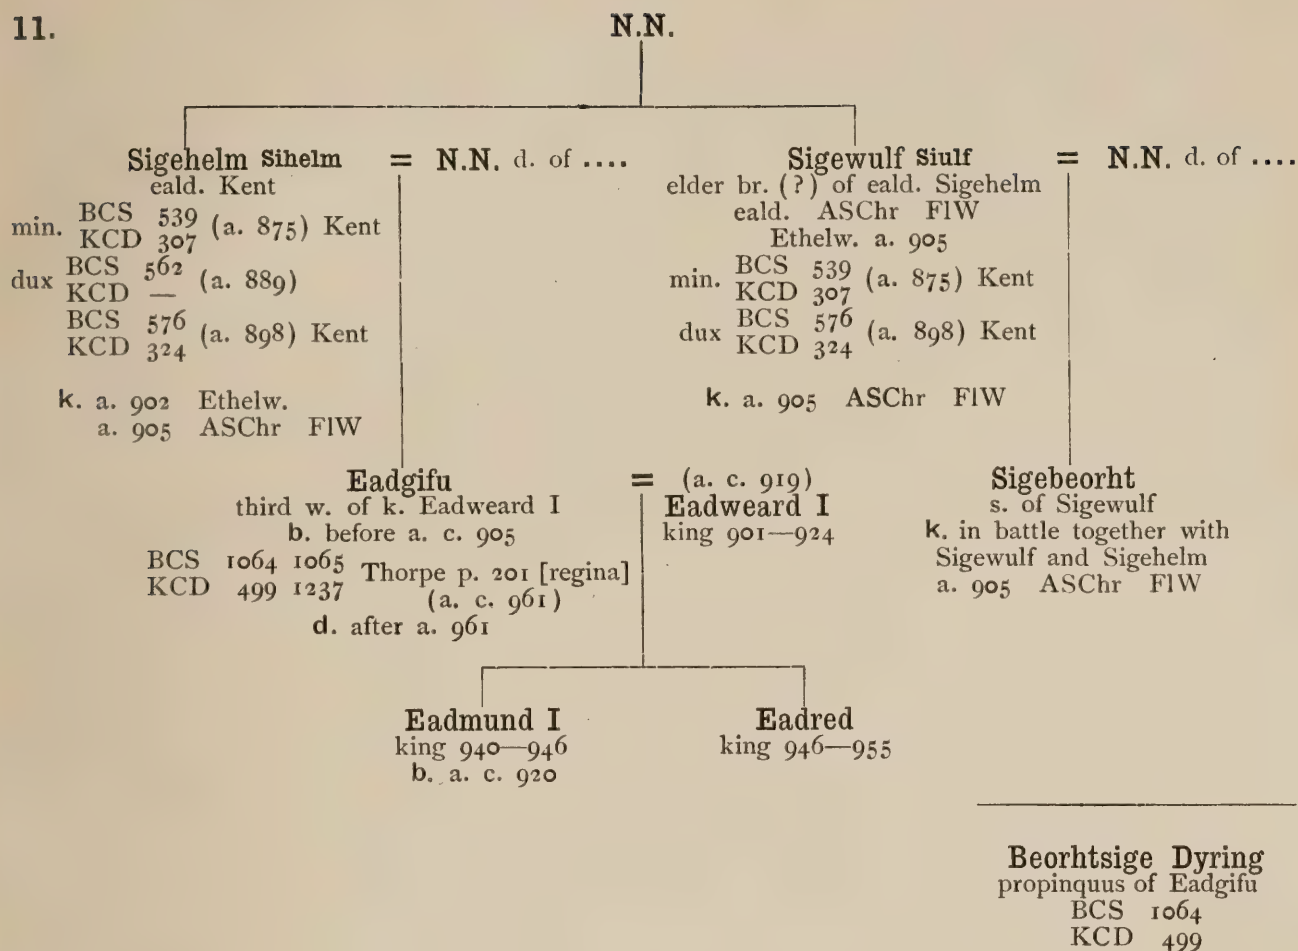 11.
N.N.
Sigehelm Sihelm = N.N. d. of ....
eald. Kent
min. BCS 539 (a. 875) Kent
KCD 307
dux BCS 562 (a. 889)
KCD —
BCS 576 (a. 898) Kent
KCD 324
k. a. 902 Ethelw.
a. 905 ASChr FlW
Sigewulf Siulf = N.N. d. of ....
elder br. (?) of eald. Sigehelm
eald. ASChr FlW
Ethelw. a. 905
min. BCS 539 (a. 875) Kent
KCD 307
dux BCS 576 (a. 898) Kent
KCD 324
k. a. 905 ASChr FlW
Eadgifu = (a. c. 919)
third w. of k. Eadweard I
b. before a. c. 905
BCS 1064 1065 Thorpe p. 201 [regina]
KCD 499 1237 (a. c. 961)
d. after a. 961
Eadweard I
king 901—924
Sigebeorht
s. of Sigewulf
k. in battle together with
Sigewulf and Sigehelm
a. 905 ASChr FlW
Eadmund I
king 940—946
b. a. c. 920
Eadred
king 946—955
Beorhtsige Dyring
propinquus of Eadgifu
BCS 1064
KCD 499